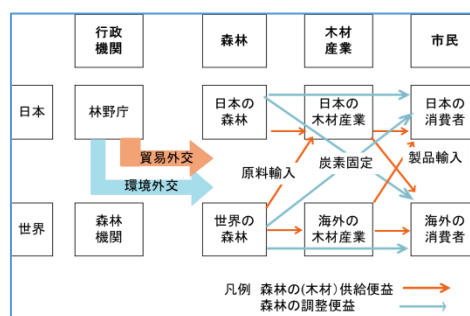 行政
機関
森林
木材
産業
市民
日本
林野庁
日本の
森林
日本の
木材産業
日本の
消費者
貿易外交
環境外交
原料輸入
炭素固定
製品輸入
世界
森林
機関
世界の
森林
海外の
木材産業
海外の
消費者
凡例 森林の(木材)供給便益
森林の調整便益